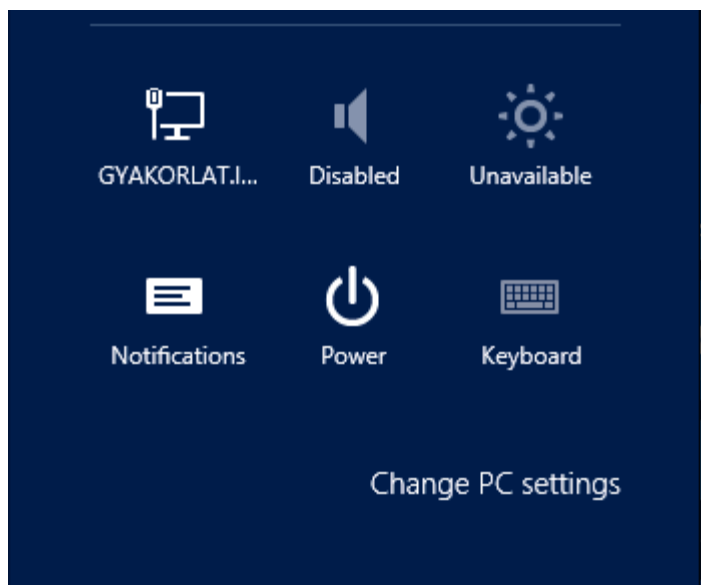 GYAKORLAT.I... Disabled Unavailable
Notifications Power Keyboard
Change PC settings